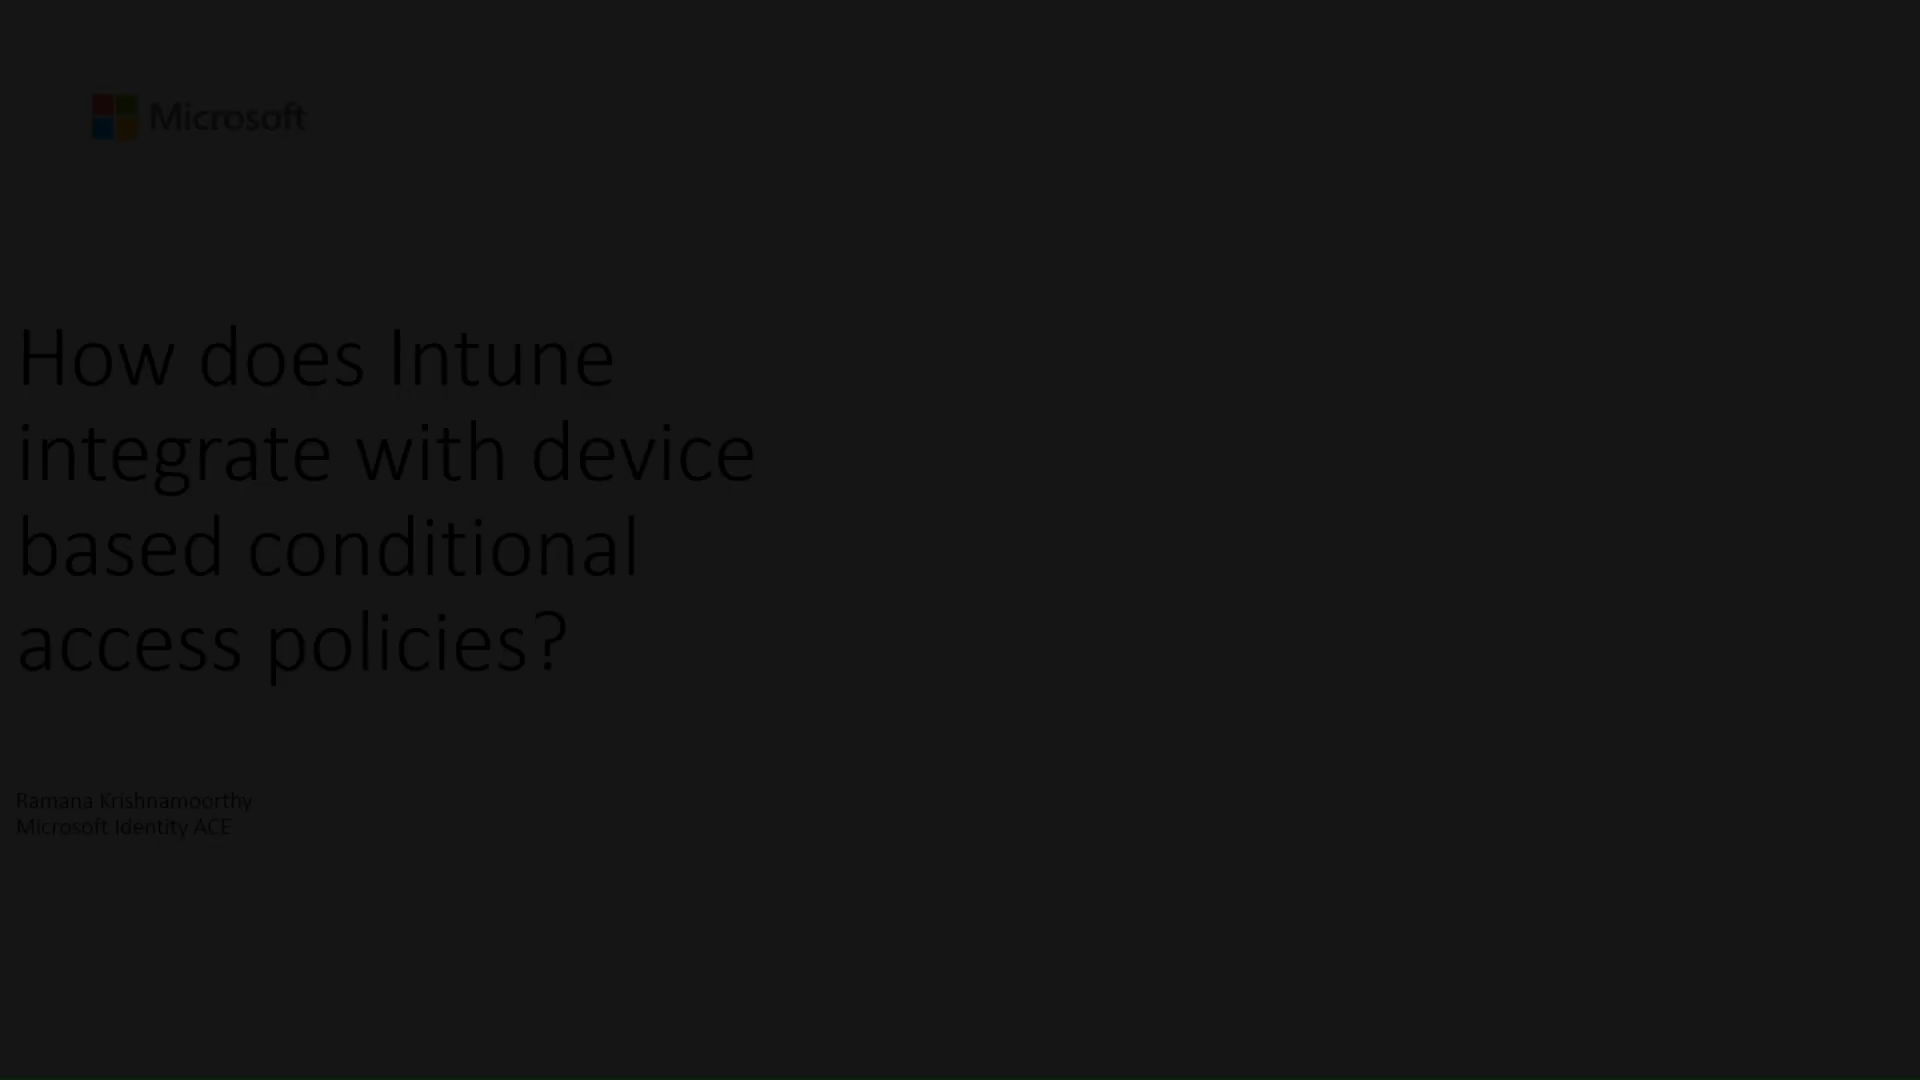 Microsoft
How does Intune
integrate with device
based conditional
access policies?
Ramana Krishnamoorthy
Microsoft Identity ACE